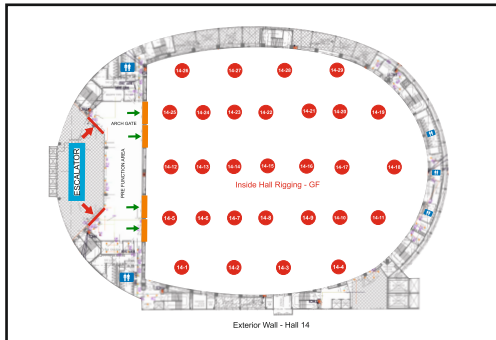 14-26 14-27 14-28 14-29
14-25 14-24 14-23 14-22 14-21 14-20 14-19
ARCH GATE
ESCALATOR
PRE FUNCTION AREA
14-12 14-13 14-14 14-15 14-16 14-17 14-18
Inside Hall Rigging - GF
14-5 14-6 14-7 14-8 14-9 14-10 14-11
14-1 14-2 14-3 14-4
Exterior Wall - Hall 14